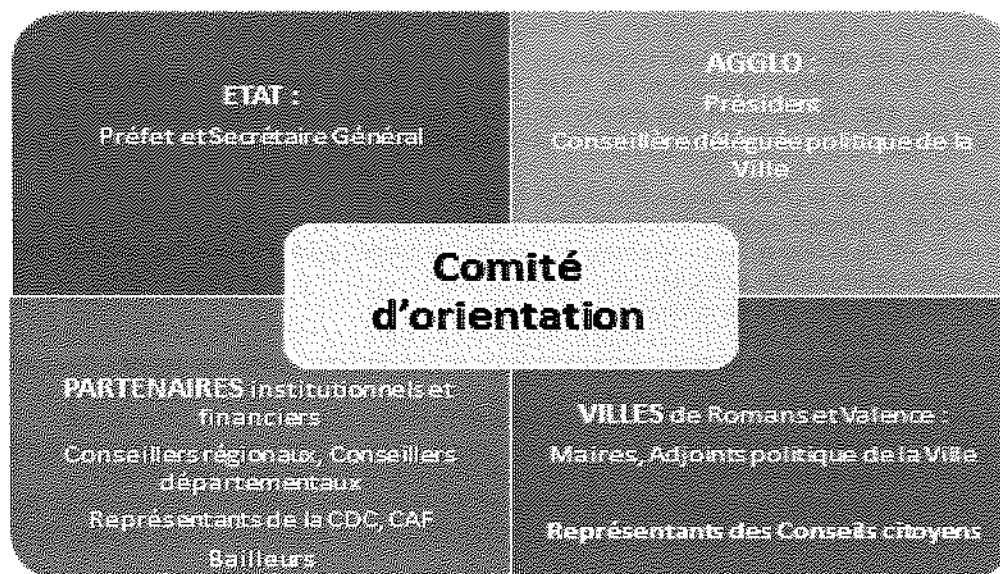 ETAT :
Préfet et Secrétaire Général
AGGLO :
Président
Conseillère déléguée politique de la
Ville
Comité
d'orientation
PARTENAIRES institutionnels et
financiers
Conseillers régionaux, Conseillers
départementaux
Représentants de la CDC, CAF
Bailleurs
VILLES de Romans et Valence :
Maires, Adjoints politique de la Ville
Représentants des Conseils citoyens